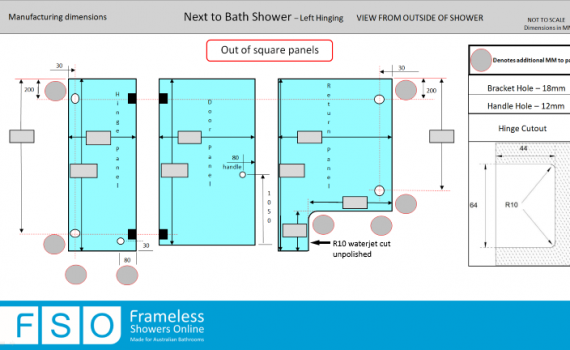 Manufacturing dimensions
Next to Bath Shower – Left Hinging
VIEW FROM OUTSIDE OF SHOWER
NOT TO SCALE
Dimensions in MM
Out of square panels
Denotes additional MM to pa
Bracket Hole – 18mm
Handle Hole – 12mm
Hinge Cutout
44
64
R10
30
200
Hinge Panel
30
80
Door Panel
80
handle
1050
Return Panel
30
200
R10 waterjet cut
unpolished
FSO
Frameless
Showers Online
Made for Australian Bathrooms